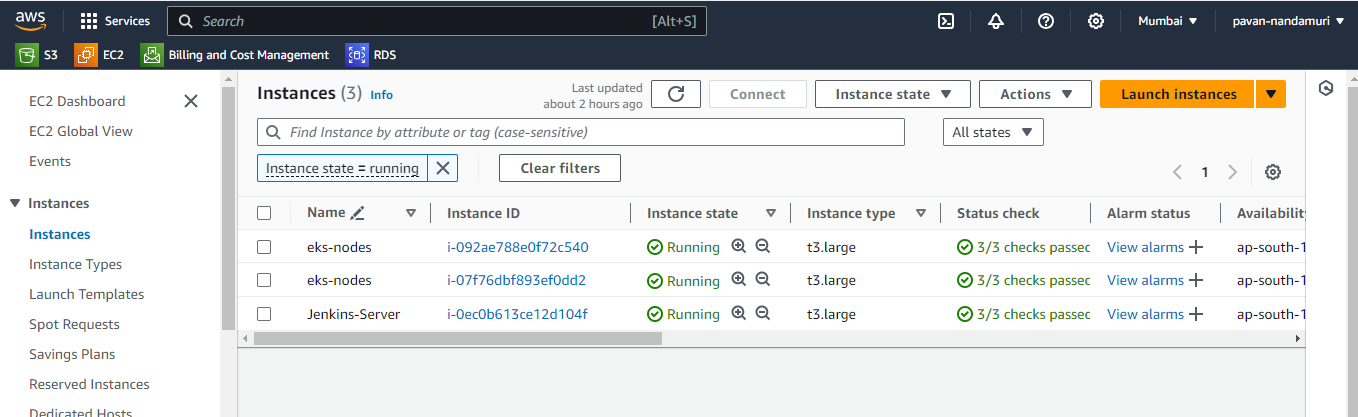 aws Services Search [Alt+S] Mumbai pavan-nandamuri
S3 EC2 Billing and Cost Management RDS
EC2 Dashboard
EC2 Global View
Events
Instances
Instances
Instance Types
Launch Templates
Spot Requests
Savings Plans
Reserved Instances
Dedicated Hosts
Instances (3) Info
Last updated
about 2 hours ago
Connect Instance state Actions Launch instances
Find Instance by attribute or tag (case-sensitive) All states
Instance state = running Clear filters
1
Name Instance ID Instance state Instance type Status check Alarm status Availability
eks-nodes i-092ae788e0f72c540 Running t3.large 3/3 checks passed View alarms ap-south-1
eks-nodes i-07f76dbf893ef0dd2 Running t3.large 3/3 checks passed View alarms ap-south-1
Jenkins-Server i-0ec0b613ce12d104f Running t3.large 3/3 checks passed View alarms ap-south-1